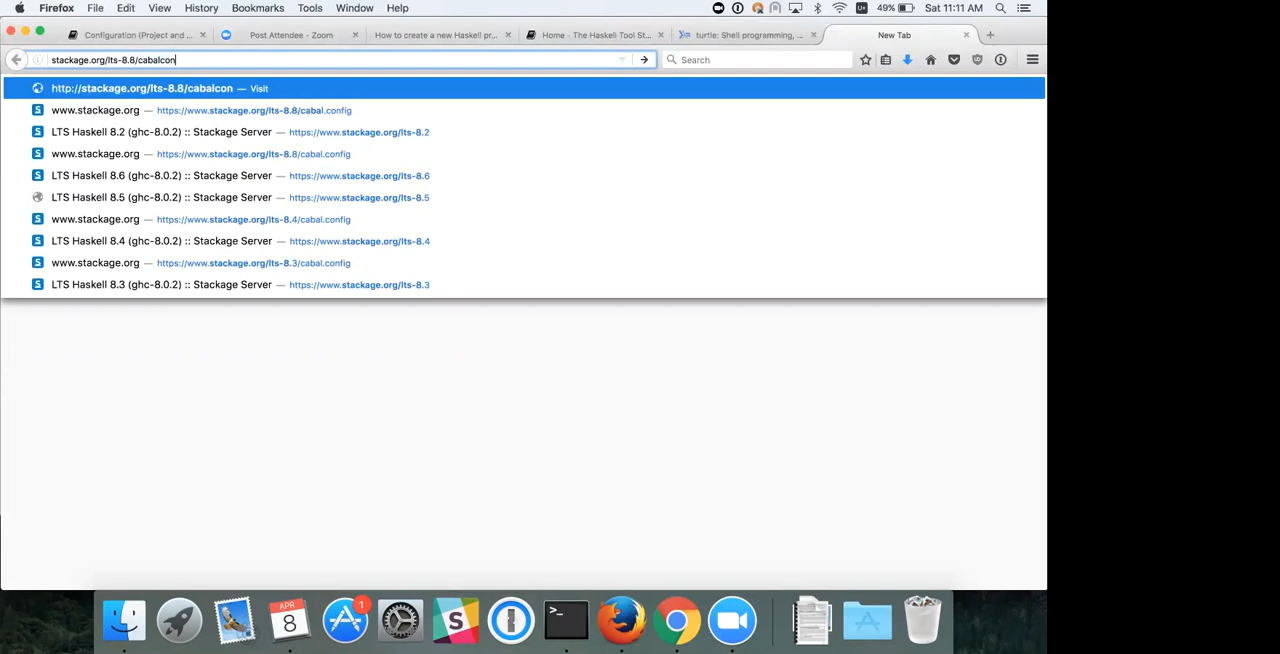 Firefox File Edit View History Bookmarks Tools Window Help 49% Sat 11:11 AM
Configuration (Project and ... Post Attendee - Zoom How to create a new Haskell pr... Home - The Haskell Tool St... turtle: Shell programming, ... New Tab
stackage.org/lts-8.8/cabalcon Search
http://stackage.org/lts-8.8/cabalcon — Visit
www.stackage.org — https://www.stackage.org/lts-8.8/cabal.config
LTS Haskell 8.2 (ghc-8.0.2) :: Stackage Server — https://www.stackage.org/lts-8.2
www.stackage.org — https://www.stackage.org/lts-8.8/cabal.config
LTS Haskell 8.6 (ghc-8.0.2) :: Stackage Server — https://www.stackage.org/lts-8.6
LTS Haskell 8.5 (ghc-8.0.2) :: Stackage Server — https://www.stackage.org/lts-8.5
www.stackage.org — https://www.stackage.org/lts-8.4/cabal.config
LTS Haskell 8.4 (ghc-8.0.2) :: Stackage Server — https://www.stackage.org/lts-8.4
www.stackage.org — https://www.stackage.org/lts-8.3/cabal.config
LTS Haskell 8.3 (ghc-8.0.2) :: Stackage Server — https://www.stackage.org/lts-8.3
APR
8
1